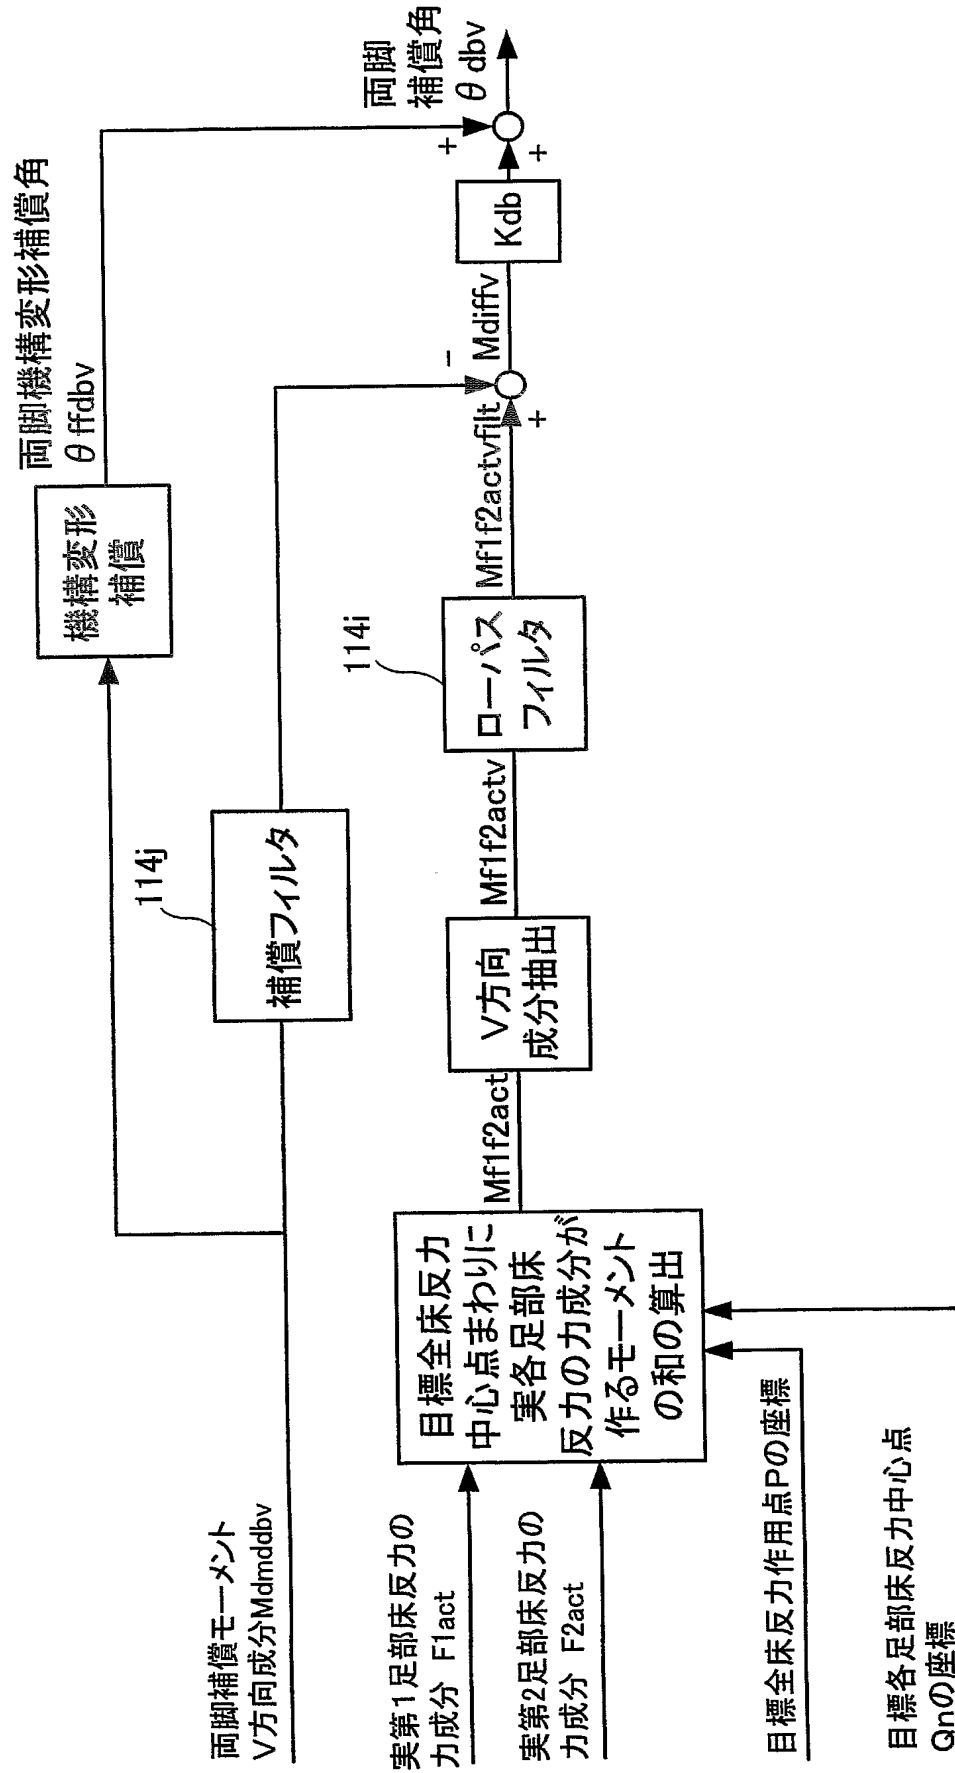 両脚補償モーメント
V方向成分Mdmddbv
114j
補償フィルタ
機構変形
補償
両脚機構変形補償角
θ ffdbv
実第1足部床反力の
力成分 F1act
実第2足部床反力の
力成分 F2act
目標全床反力作用点Pの座標
目標各足部床反力中心点
Qnの座標
目標全床反力
中心点まわりに
実各足部床
反力の力成分が
作るモーメント
の和の算出
Mf1f2act
V方向
成分抽出
Mf1f2actv
114i
ローパス
フィルタ
Mf1f2actvfilt
+
-
Mdiffv
Kdb
+
+
両脚
補償角
θ dbv